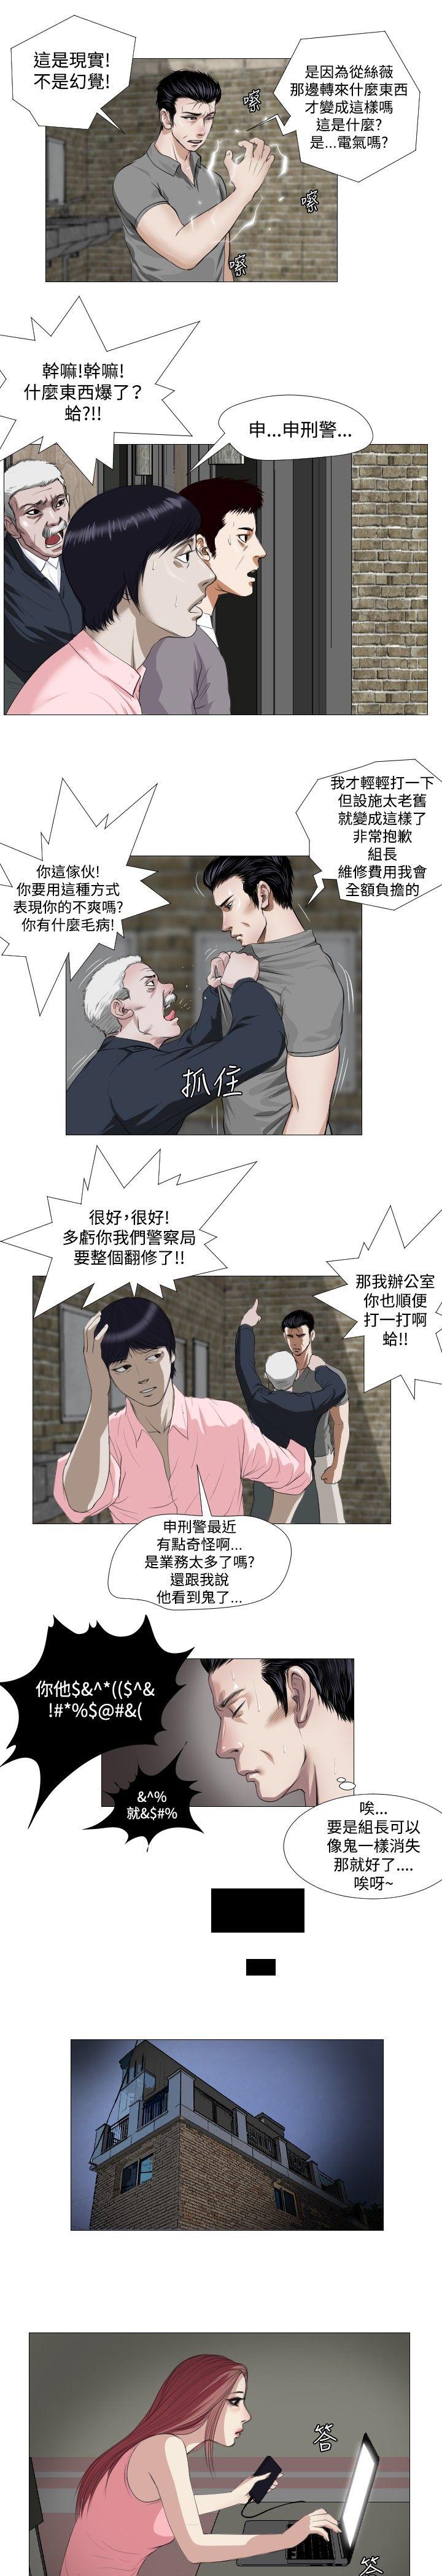 這是現實!
不是幻覺!
是因為從絲薇
那邊轉來什麼東西
才變成這樣嗎
這是什麼?
是...電氣嗎?
嚓
嚓
嚓
幹嘛!幹嘛!
什麼東西爆了?
蛤?!!
申...申刑警...
我才輕輕打一下
但設施太老舊
就變成這樣了
非常抱歉
組長
維修費用我會
全額負擔的
你這傢伙!
你要用這種方式
表現你的不爽嗎?
你有什麼毛病!
抓住
很好,很好!
多虧你我們警察局
要整個翻修了!!
那我辦公室
你也順便
打一打啊
蛤!!
申刑警最近
有點奇怪啊...
是業務太多了嗎?
還跟我說
他看到鬼了...
你他$&^*(($^&
!#*%$@#&(
&^%
就&$#%
唉...
要是組長可以
像鬼一樣消失
那就好了....
唉呀~
答
答